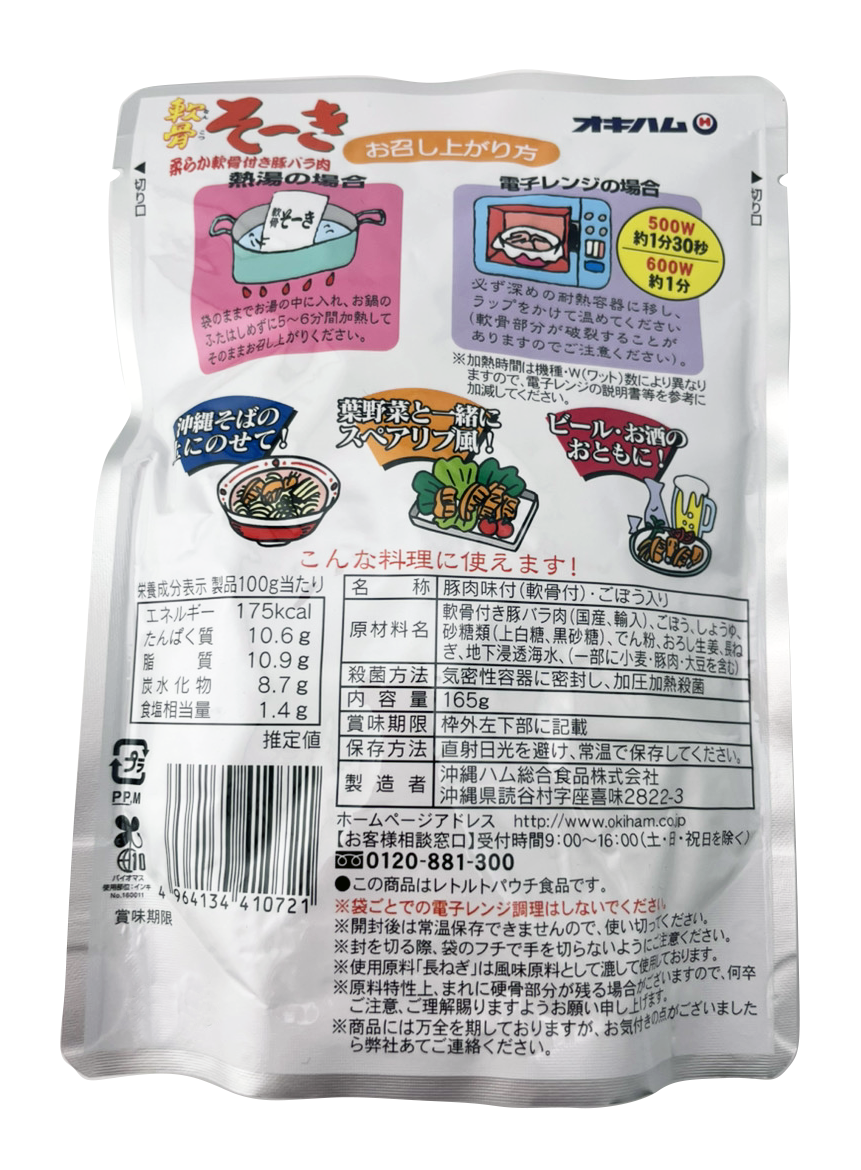 軟骨 そーき
なん こつ
柔らか軟骨付き豚バラ肉
お召し上がり方
オキハム H
切り口
切り口
熱湯の場合
軟骨 そーき
袋のままでお湯の中に入れ、お鍋の
ふたはしめずに5～6分間加熱して
そのままお召し上がりください。
電子レンジの場合
500W
約1分30秒
600W
約1分
必ず深めの耐熱容器に移し、
ラップをかけて温めてください
(軟骨部分が破裂することが
ありますのでご注意ください)。
※加熱時間は機種・W(ワット)数により異なり
ますので、電子レンジの説明書等を参考に
加減してください。
沖縄そばの
上にのせて!
葉野菜と一緒に
スペアリブ風!
ビール・お酒の
おともに!
こんな料理に使えます!
栄養成分表示 製品100g当たり
エネルギー 175kcal
たんぱく質 10.6g
脂質 10.9g
炭水化物 8.7g
食塩相当量 1.4g
推定値
名称 豚肉味付(軟骨付)・ごぼう入り
原材料名 軟骨付き豚バラ肉(国産、輸入)、ごぼう、しょうゆ、
砂糖類(上白糖、黒砂糖)、でん粉、おろし生姜、長ね
ぎ、地下浸透海水、(一部に小麦・豚肉・大豆を含む)
殺菌方法 気密性容器に密封し、加圧加熱殺菌
内容量 165g
賞味期限 枠外左下部に記載
保存方法 直射日光を避け、常温で保存してください。
製造者 沖縄ハム総合食品株式会社
沖縄県読谷村字座喜味2822-3
プラ
PP,M
10
バイオマス
使用部位:インキ
No.160011
4 964134 410721
賞味期限
ホームページアドレス http://www.okiham.co.jp
【お客様相談窓口】受付時間9:00～16:00(土・日・祝日を除く)
0120-881-300
●この商品はレトルトパウチ食品です。
※袋ごとでの電子レンジ調理はしないでください
※開封後は常温保存できませんので、使い切ってください。
※封を切る際、袋のフチで手を切らないようにご注意ください。
※使用原料「長ねぎ」は風味原料として漉して使用しております。
※原料特性上、まれに硬骨部分が残る場合がございますので、何卒
ご注意、ご理解賜りますようお願い申し上げます。
※商品には万全を期しておりますが、お気付きの点がございました
ら弊社あてご連絡ください。